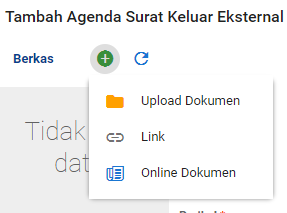 Tambah Agenda Surat Keluar Eksternal
Berkas
Upload Dokumen
Link
Online Dokumen
Tidak
dat